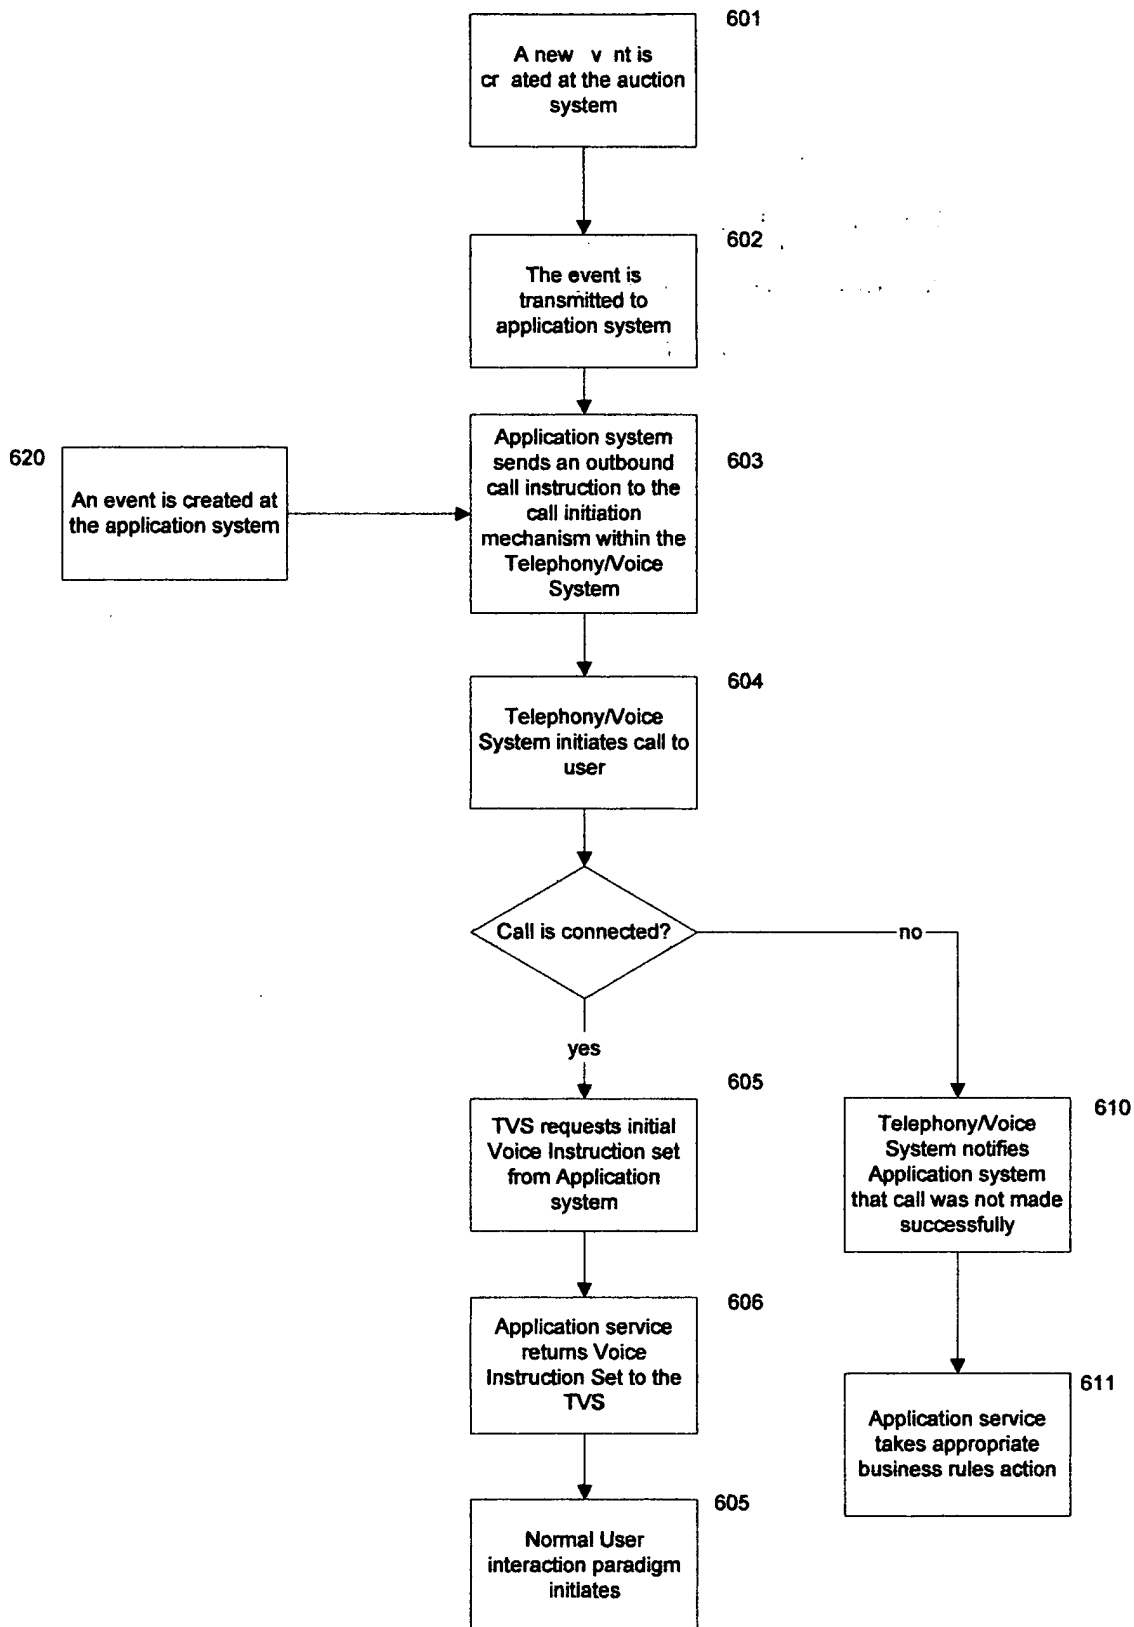 601
A new v nt is
cr ated at the auction
system
602
The event is
transmitted to
application system
620
An event is created at
the application system
603
Application system
sends an outbound
call instruction to the
call initiation
mechanism within the
Telephony/Voice
System
604
Telephony/Voice
System initiates call to
user
Call is connected?
no
yes
605
TVS requests initial
Voice Instruction set
from Application
system
610
Telephony/Voice
System notifies
Application system
that call was not made
successfully
606
Application service
returns Voice
Instruction Set to the
TVS
611
Application service
takes appropriate
business rules action
605
Normal User
interaction paradigm
initiates